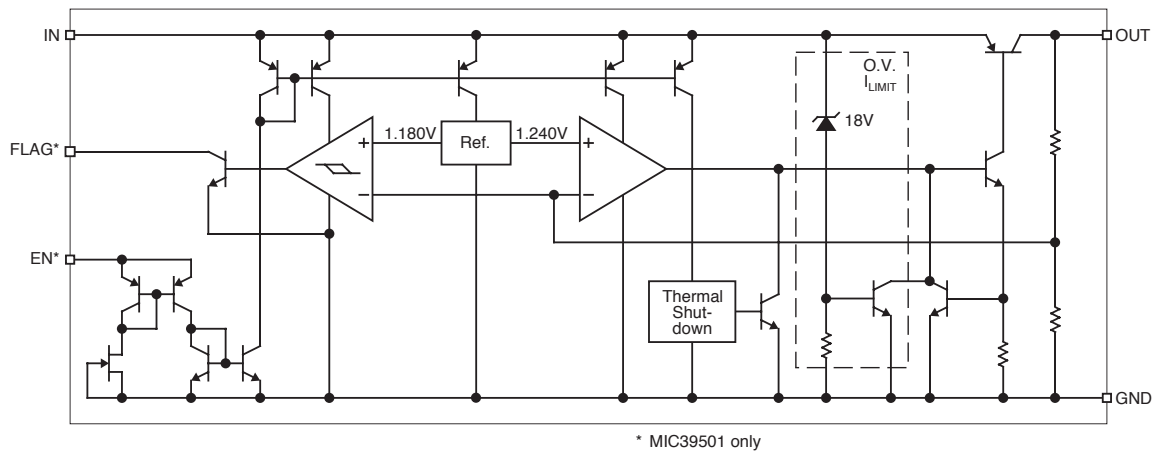 IN
OUT
O.V.
I_LIMIT
18V
FLAG*
+
1.180V
Ref.
1.240V
+
−
−
EN*
Thermal
Shut-
down
GND
* MIC39501 only